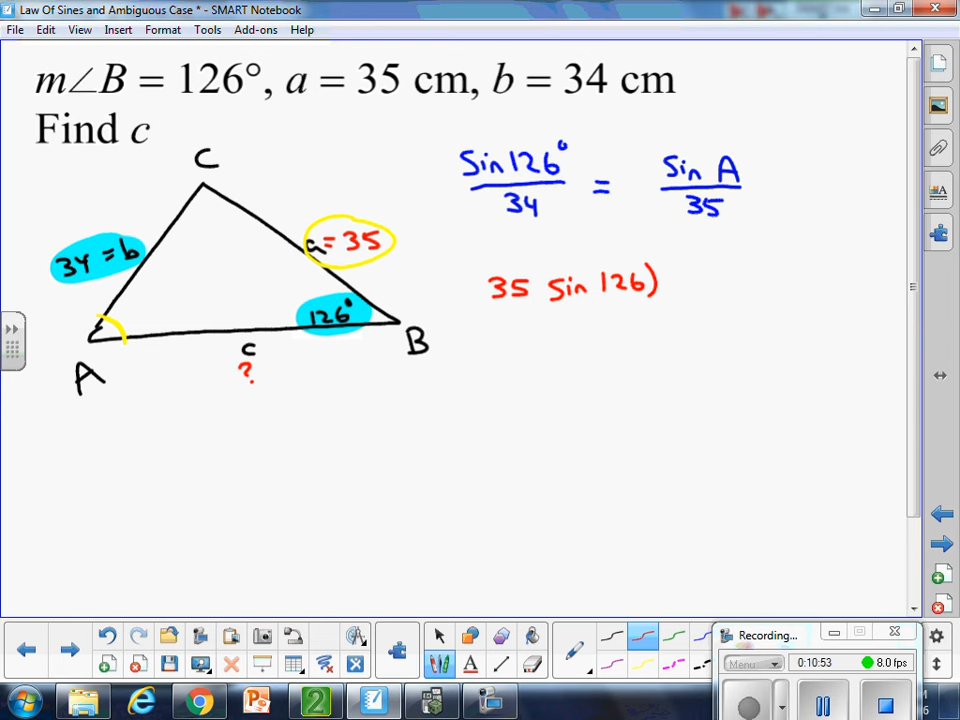 Law Of Sines and Ambiguous Case * - SMART Notebook
File Edit View Insert Format Tools Add-ons Help
m∠B = 126°, a = 35 cm, b = 34 cm
Find c
C
34 = b
a = 35
126°
A
B
c
?
Sin 126° / 34 = Sin A / 35
35 Sin 126)
Recording...
Menu
0:10:53
8.0 fps